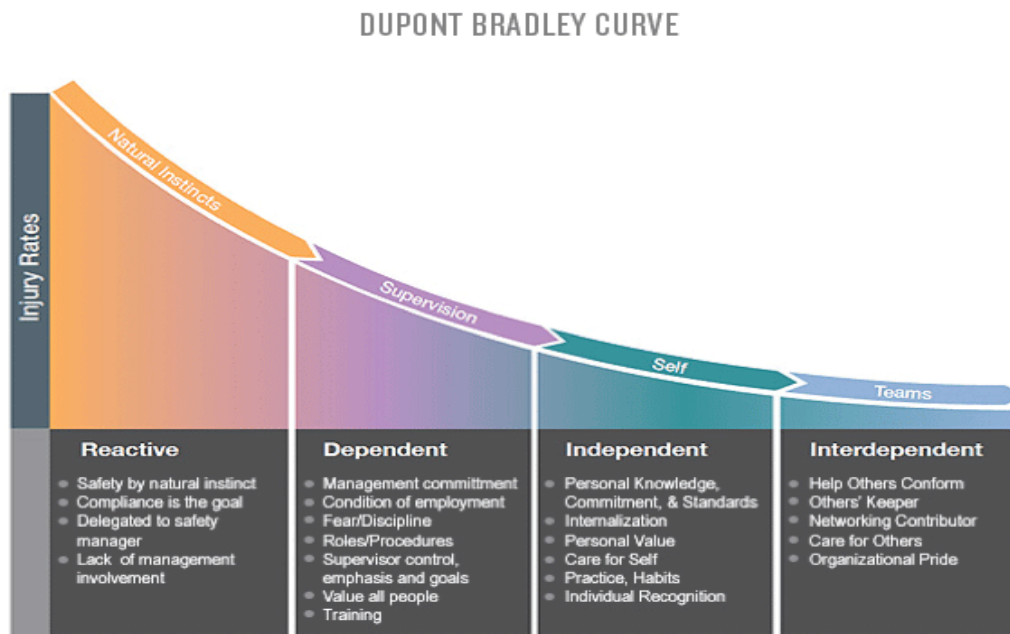 DUPONT BRADLEY CURVE
Injury Rates
Natural Instincts
Supervision
Self
Teams
Reactive
Safety by natural instinct
Compliance is the goal
Delegated to safety
manager
Lack of management
involvement
Dependent
Management committment
Condition of employment
Fear/Discipline
Roles/Procedures
Supervisor control,
emphasis and goals
Value all people
Training
Independent
Personal Knowledge,
Commitment, & Standards
Internalization
Personal Value
Care for Self
Practice, Habits
Individual Recognition
Interdependent
Help Others Conform
Others' Keeper
Networking Contributor
Care for Others
Organizational Pride